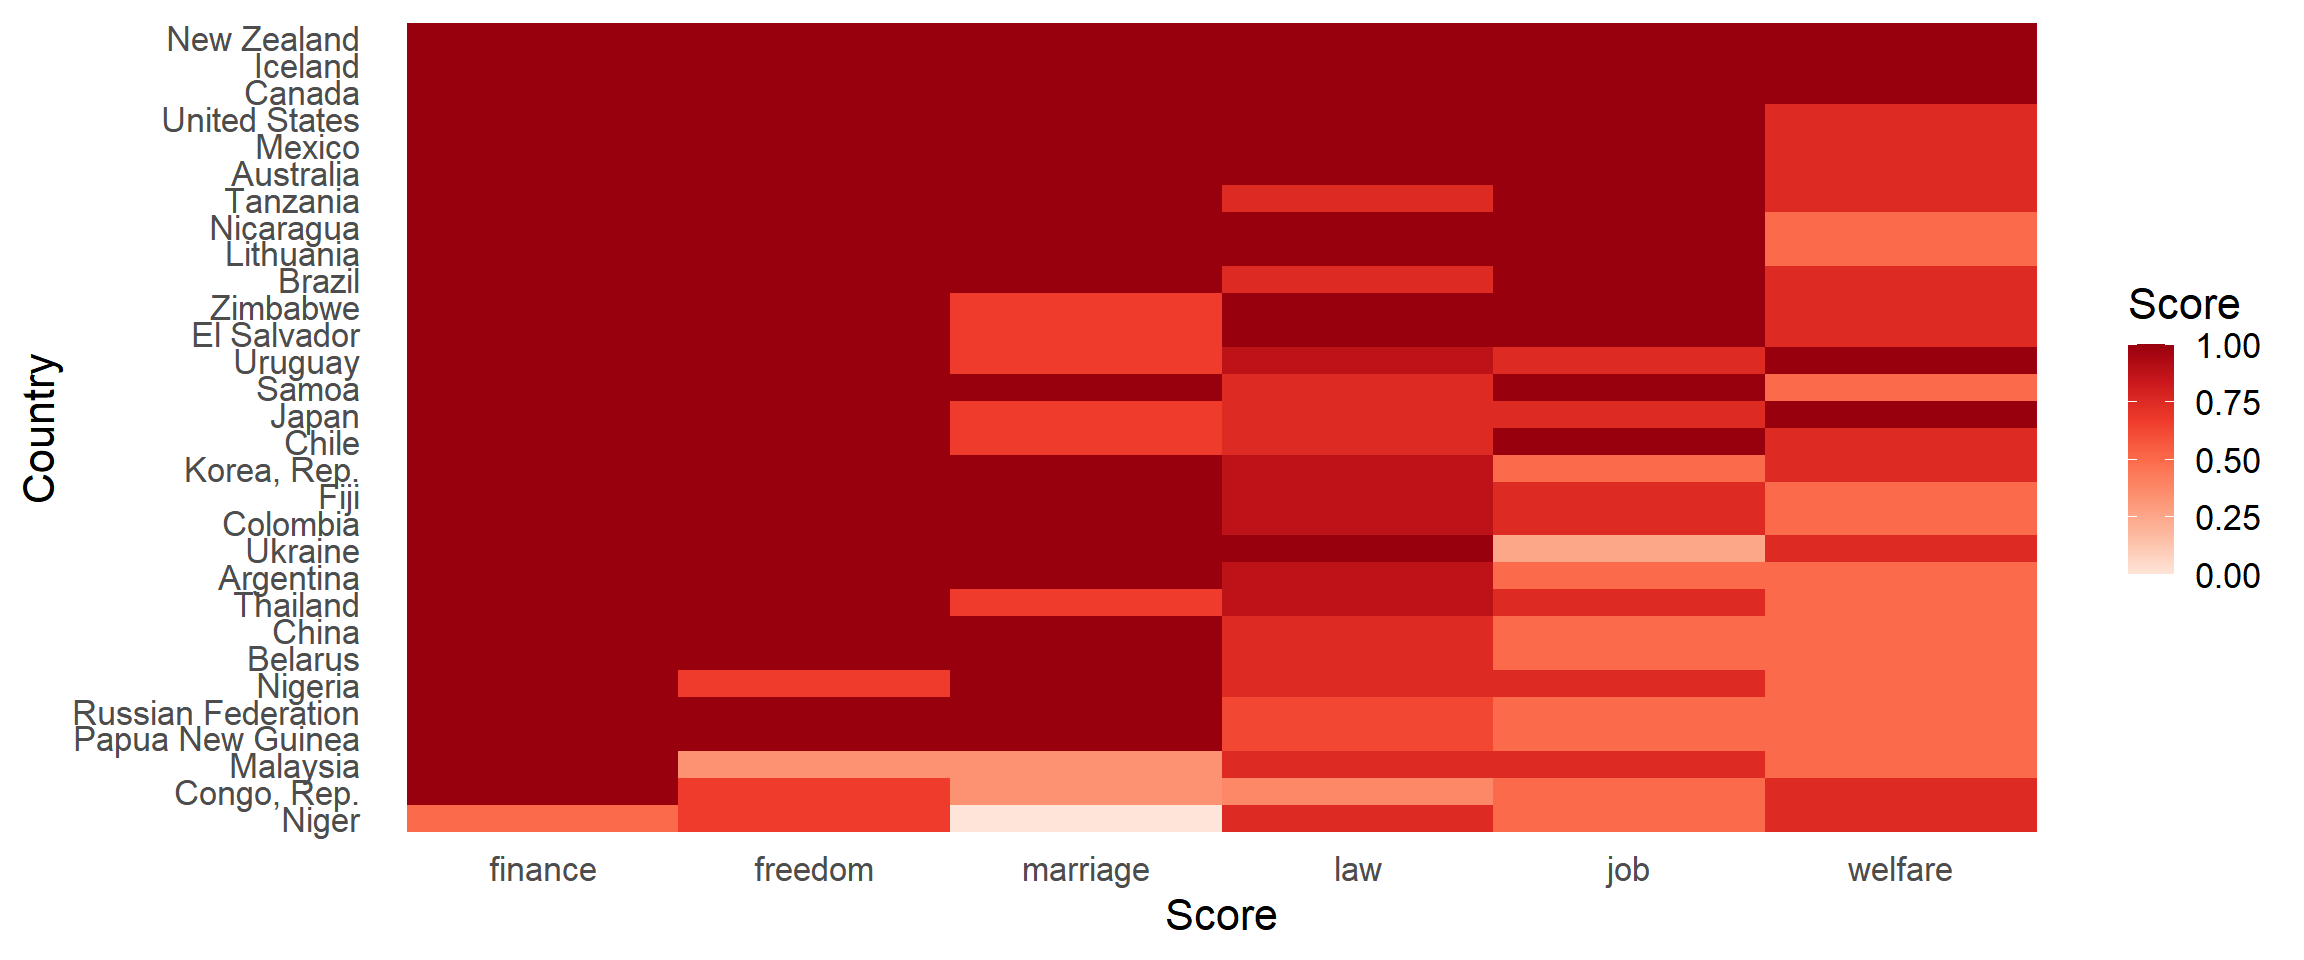 New Zealand
Iceland
Canada
United States
Mexico
Australia
Tanzania
Nicaragua
Lithuania
Brazil
Zimbabwe
El Salvador
Uruguay
Samoa
Japan
Chile
Korea, Rep.
Fiji
Colombia
Ukraine
Argentina
Thailand
China
Belarus
Nigeria
Russian Federation
Papua New Guinea
Malaysia
Congo, Rep.
Niger
Country
finance freedom marriage law job welfare
Score
Score
1.00
0.75
0.50
0.25
0.00